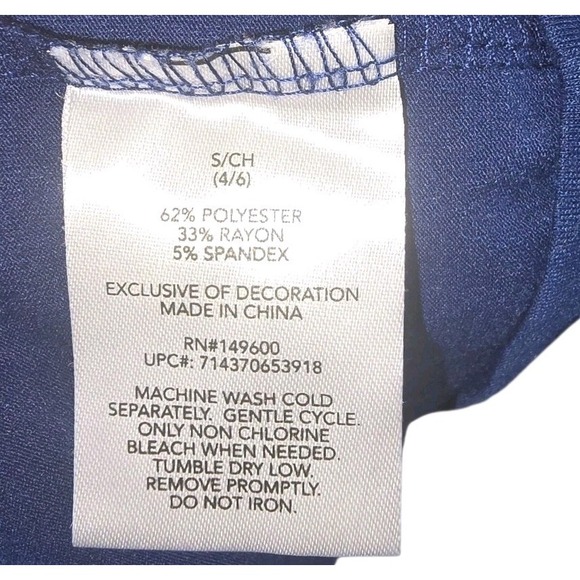 S/CH
(4/6)
62% POLYESTER
33% RAYON
5% SPANDEX
EXCLUSIVE OF DECORATION
MADE IN CHINA
RN#149600
UPC#: 714370653918
MACHINE WASH COLD
SEPARATELY. GENTLE CYCLE.
ONLY NON CHLORINE
BLEACH WHEN NEEDED.
TUMBLE DRY LOW.
REMOVE PROMPTLY.
DO NOT IRON.